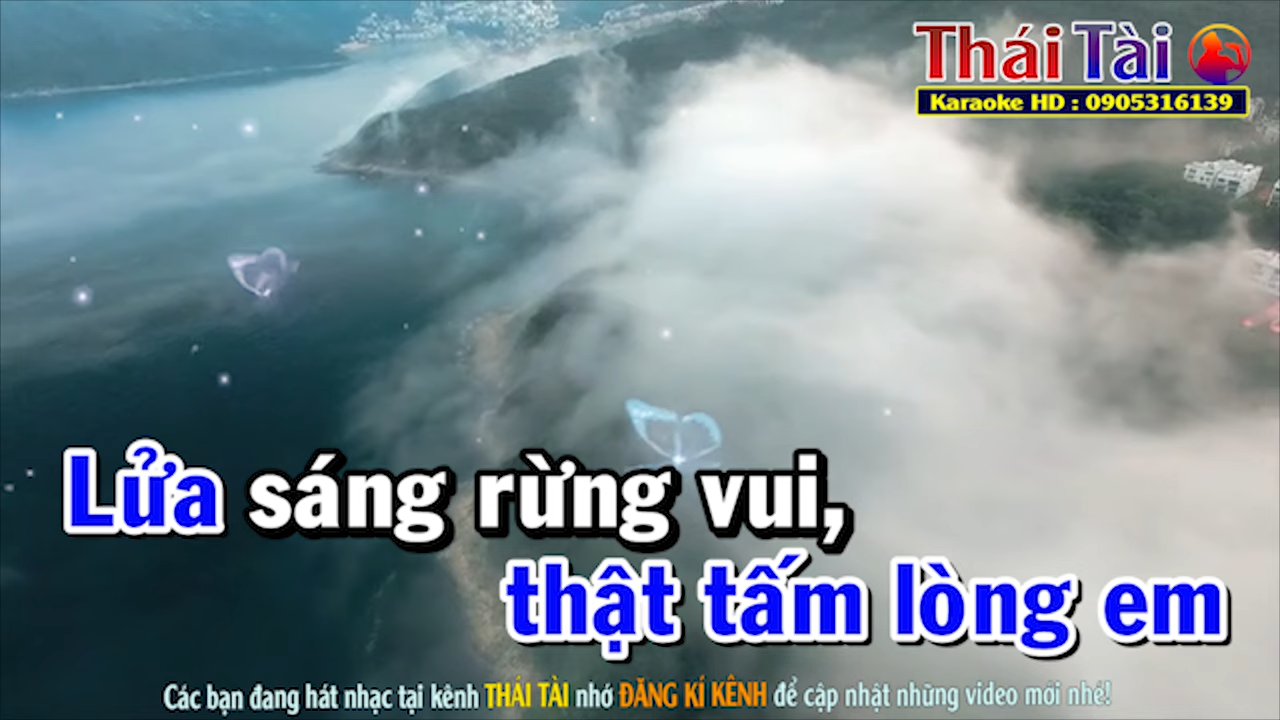 Thái Tài
Karaoke HD : 0905316139
Lửa sáng rừng vui,
thật tấm lòng em
Các bạn đang hát nhạc tại kênh THÁI TÀI nhớ ĐĂNG KÍ KÊNH để cập nhật những video mới nhé!